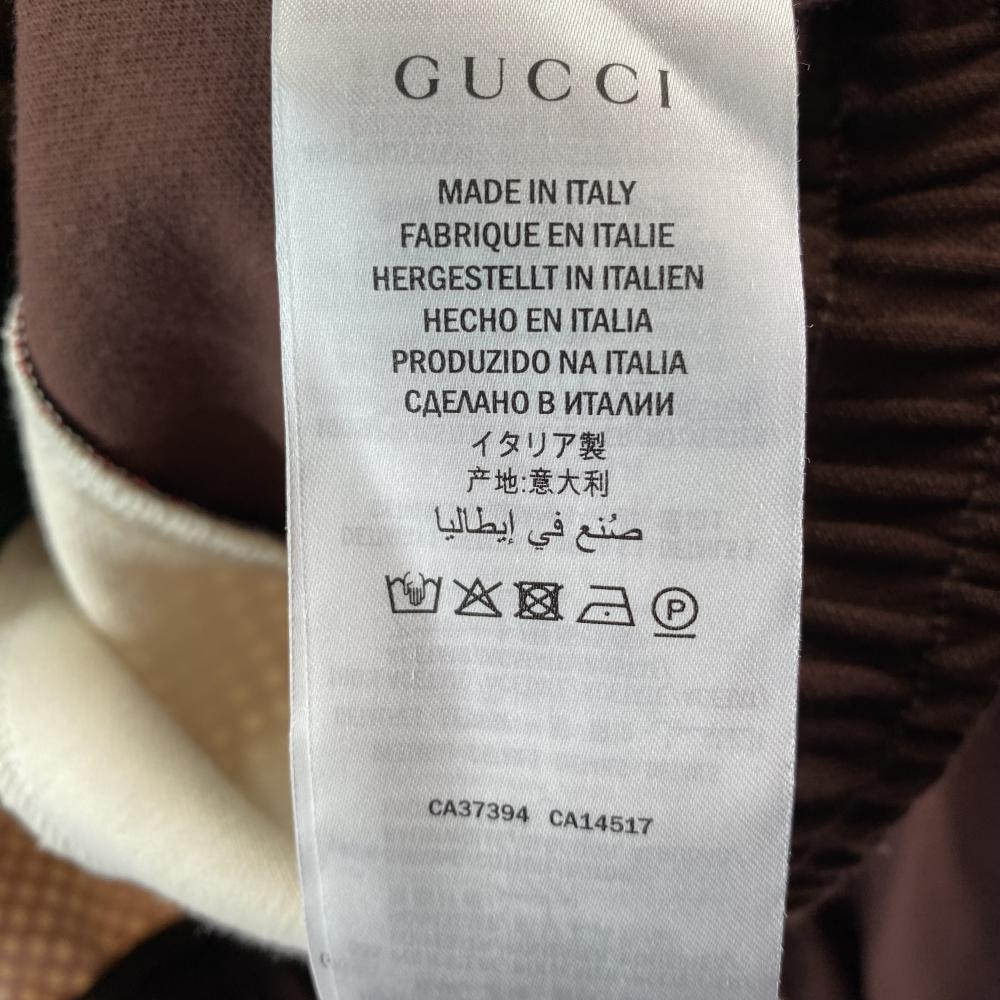 GUCCI
MADE IN ITALY
FABRIQUE EN ITALIE
HERGESTELLT IN ITALIEN
HECHO EN ITALIA
PRODUZIDO NA ITALIA
СДЕЛАНО В ИТАЛИИ
イタリア製
产地:意大利
صُنع في إيطاليا
P
CA37394 CA14517